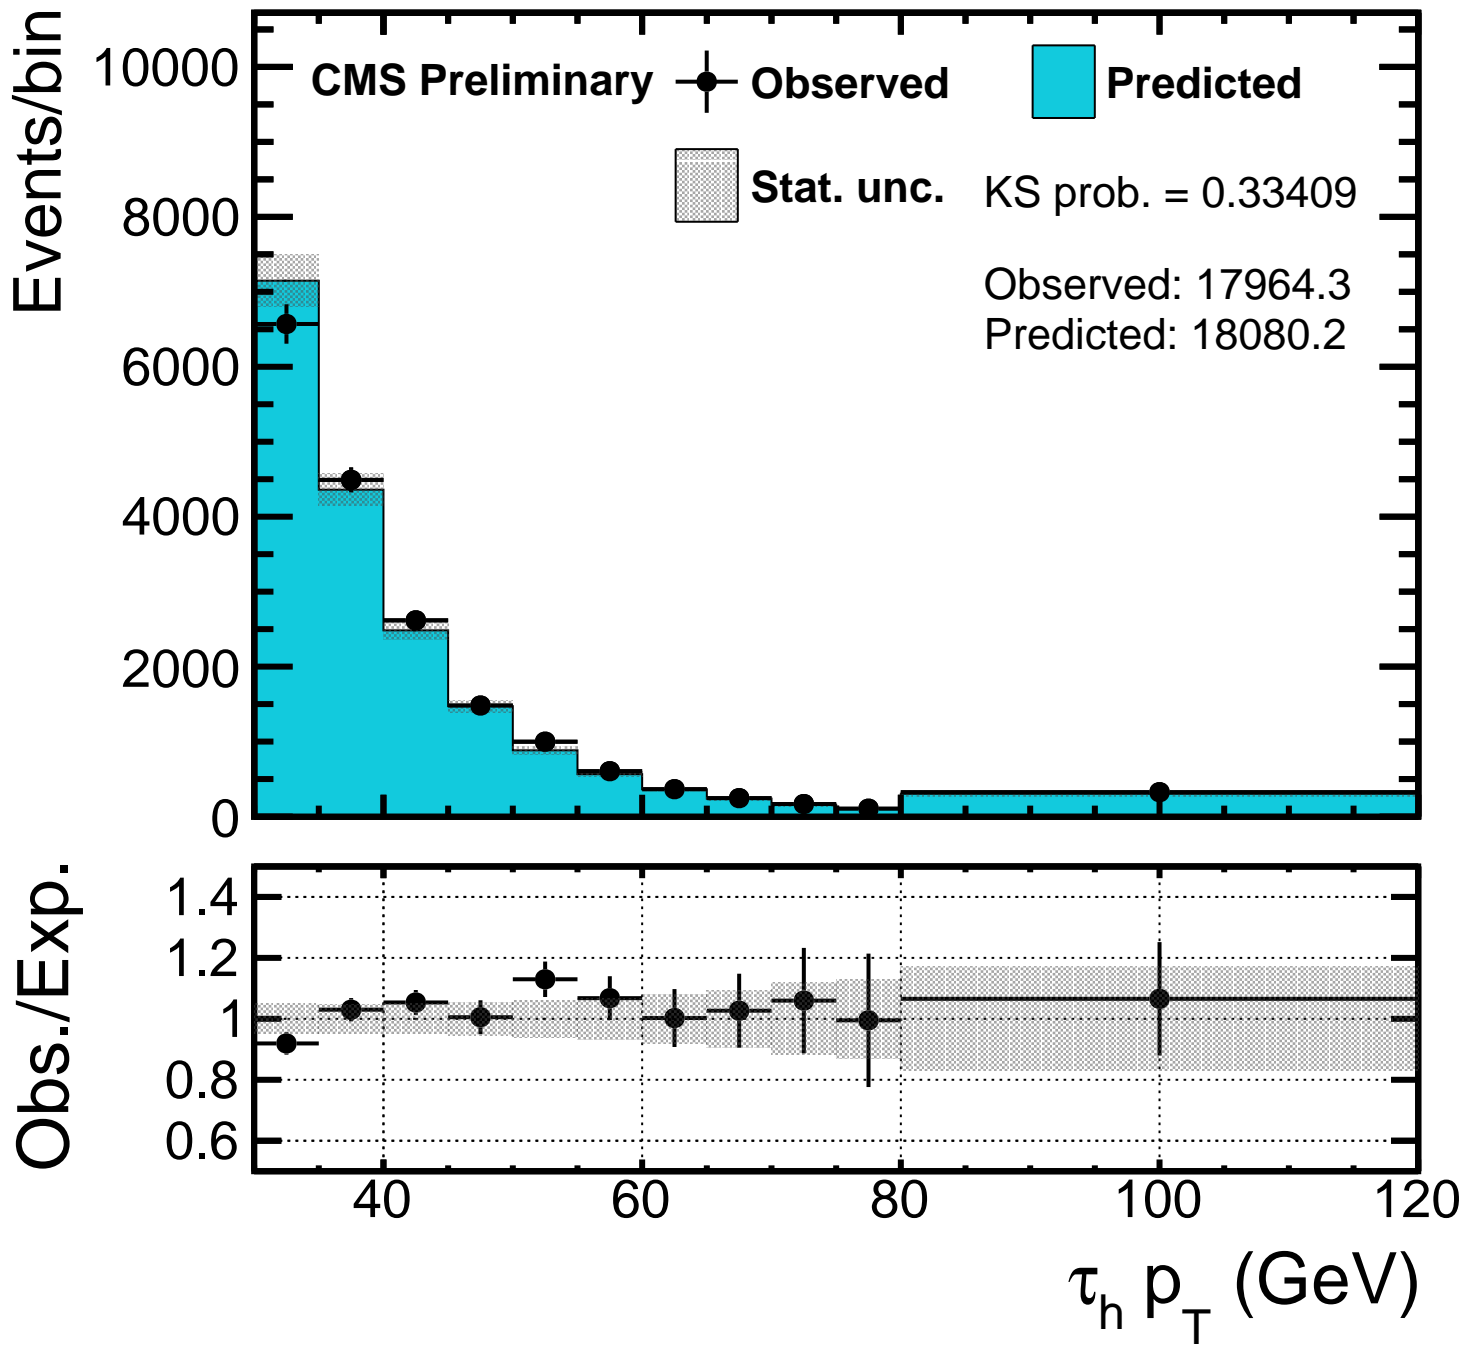 Events/bin
10000
8000
6000
4000
2000
0
CMS Preliminary
Observed
Predicted
Stat. unc.
KS prob. = 0.33409
Observed: 17964.3
Predicted: 18080.2
Obs./Exp.
1.4
1.2
1
0.8
0.6
40 60 80 100 120
τh pT (GeV)